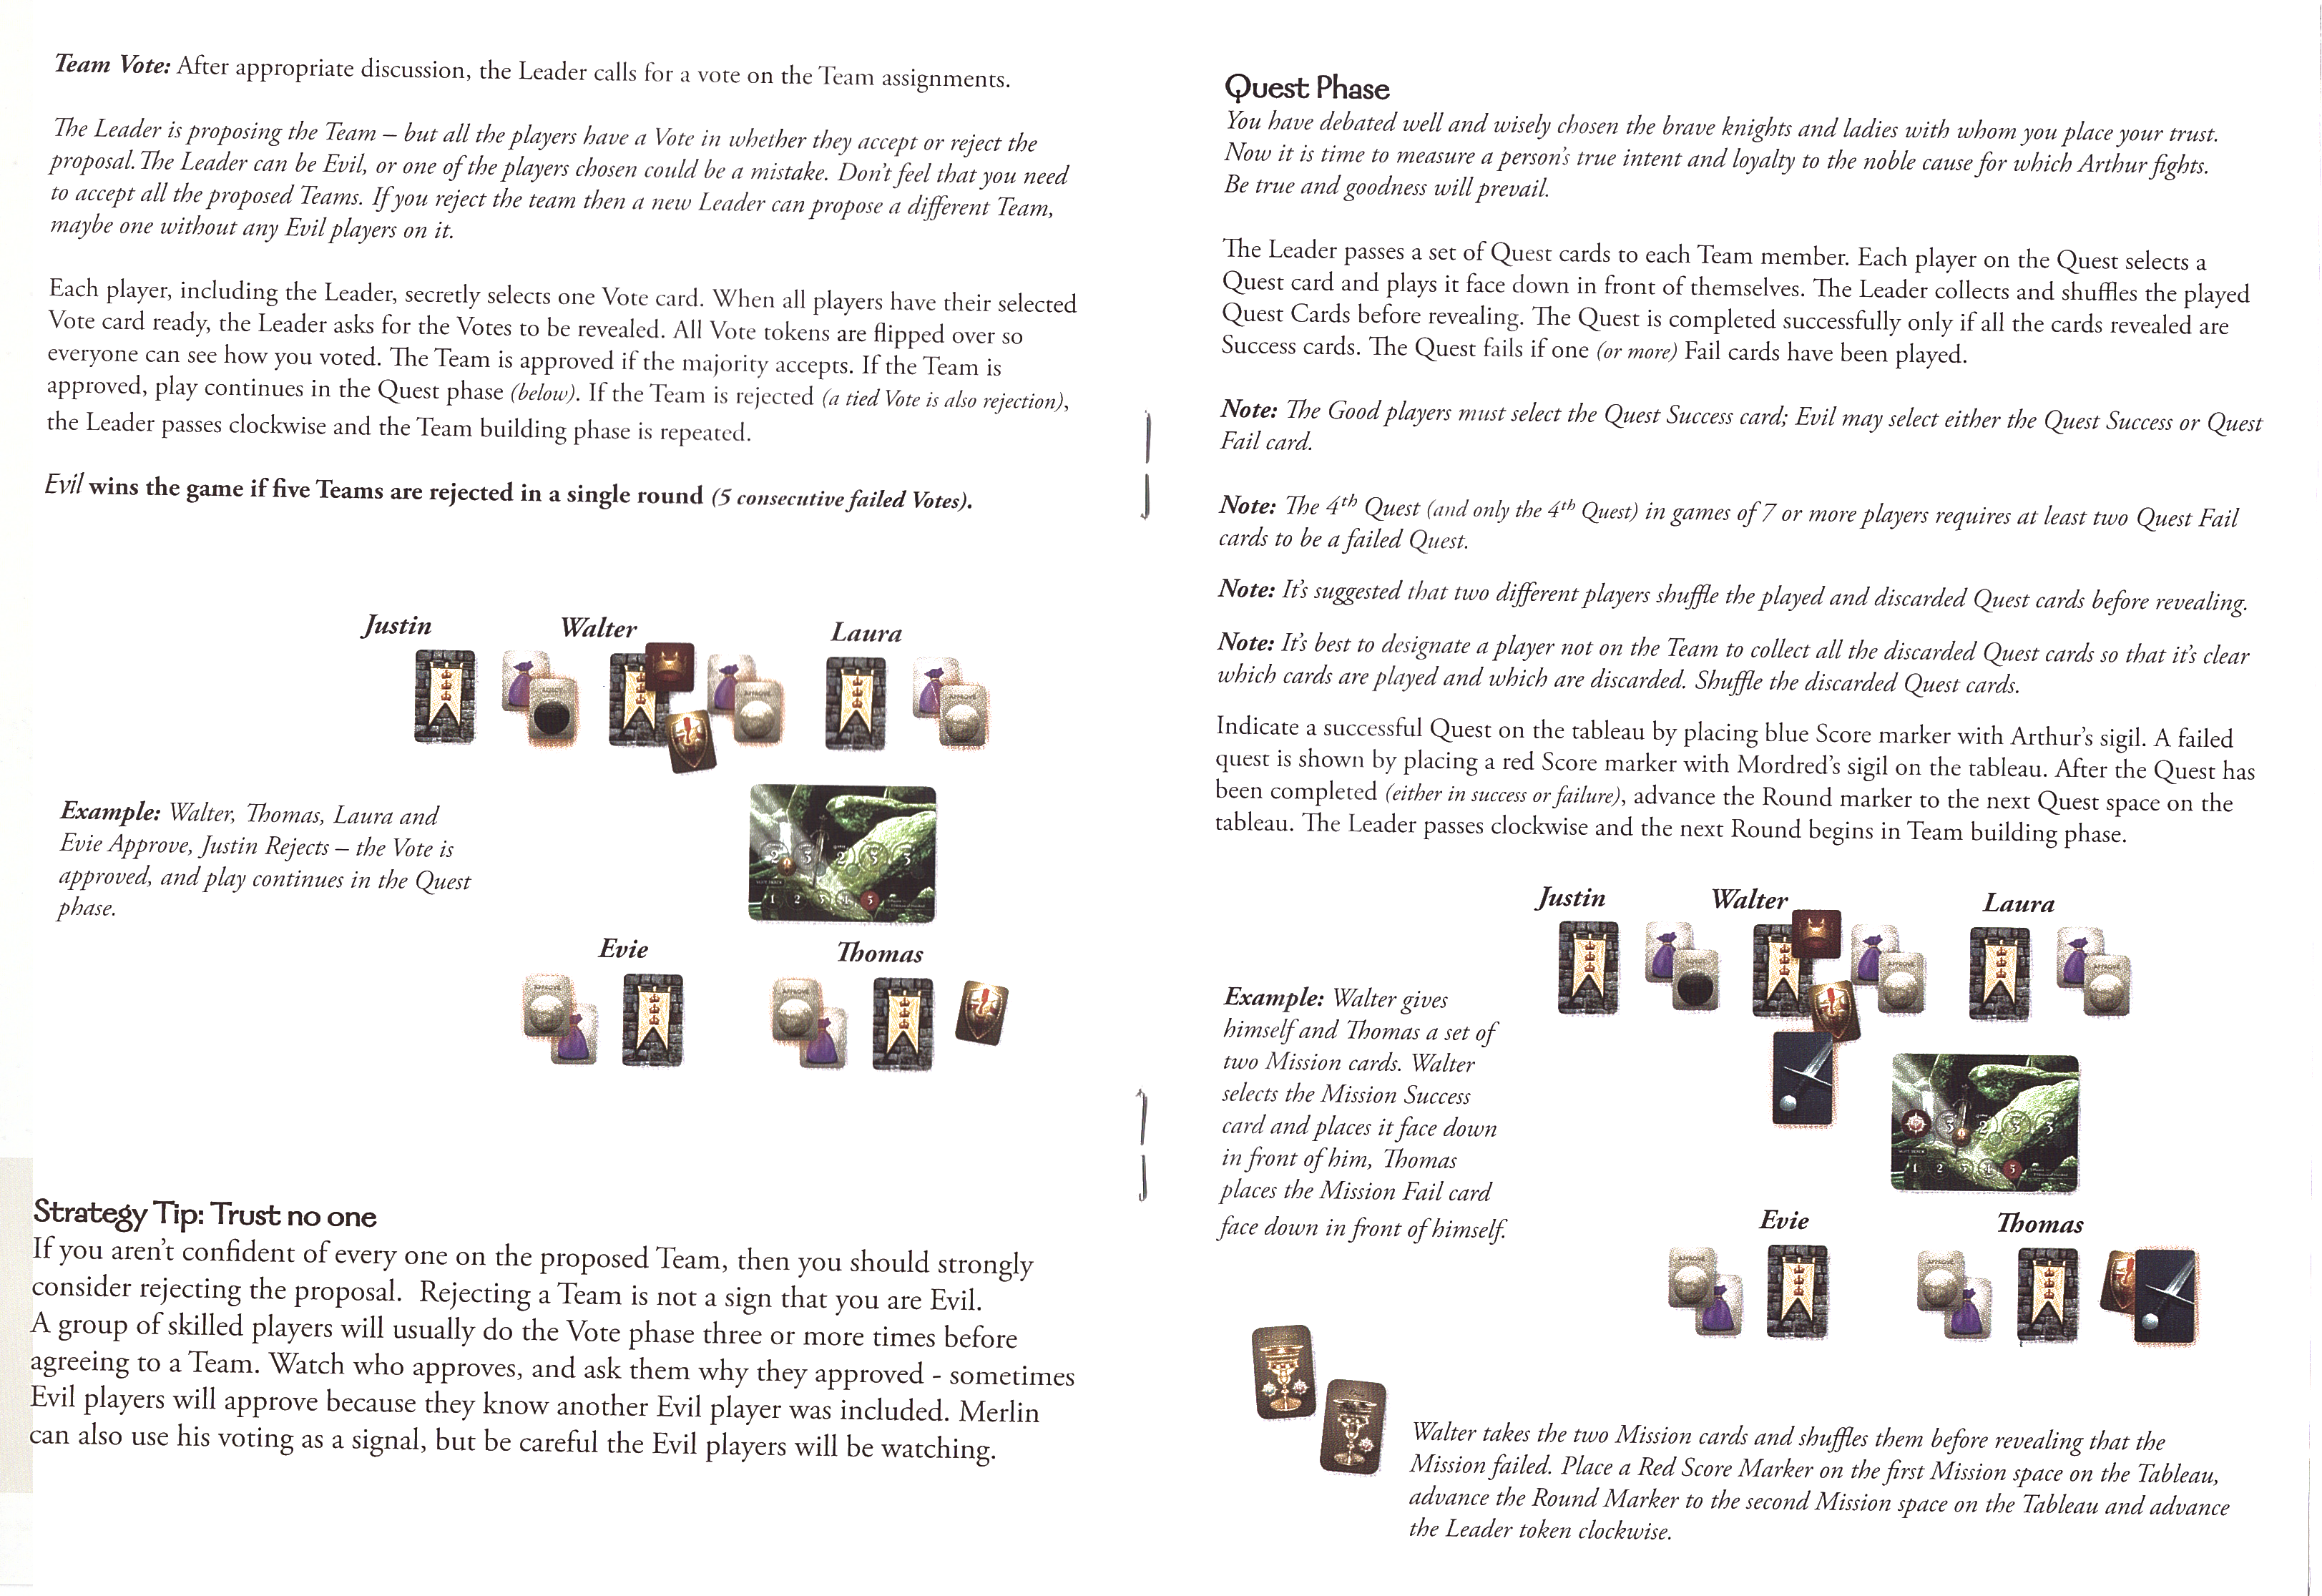 Team Vote: After appropriate discussion, the Leader calls for a vote on the Team assignments.
The Leader is proposing the Team – but all the players have a Vote in whether they accept or reject the
proposal. The Leader can be Evil, or one of the players chosen could be a mistake. Don't feel that you need
to accept all the proposed Teams. If you reject the team then a new Leader can propose a different Team,
maybe one without any Evil players on it.
Each player, including the Leader, secretly selects one Vote card. When all players have their selected
Vote card ready, the Leader asks for the Votes to be revealed. All Vote tokens are flipped over so
everyone can see how you voted. The Team is approved if the majority accepts. If the Team is
approved, play continues in the Quest phase (below). If the Team is rejected (a tied Vote is also rejection),
the Leader passes clockwise and the Team building phase is repeated.
Evil wins the game if five Teams are rejected in a single round (5 consecutive failed Votes).
Justin Walter Laura
REJECT APPROVE APPROVE
Example: Walter, Thomas, Laura and
Evie Approve, Justin Rejects – the Vote is
approved, and play continues in the Quest
phase.
2 3 2 3 3
1 2 3 4 5
Evie Thomas
APPROVE APPROVE
Strategy Tip: Trust no one
If you aren't confident of every one on the proposed Team, then you should strongly
consider rejecting the proposal. Rejecting a Team is not a sign that you are Evil.
A group of skilled players will usually do the Vote phase three or more times before
agreeing to a Team. Watch who approves, and ask them why they approved - sometimes
Evil players will approve because they know another Evil player was included. Merlin
can also use his voting as a signal, but be careful the Evil players will be watching.
Quest Phase
You have debated well and wisely chosen the brave knights and ladies with whom you place your trust.
Now it is time to measure a person's true intent and loyalty to the noble cause for which Arthur fights.
Be true and goodness will prevail.
The Leader passes a set of Quest cards to each Team member. Each player on the Quest selects a
Quest card and plays it face down in front of themselves. The Leader collects and shuffles the played
Quest Cards before revealing. The Quest is completed successfully only if all the cards revealed are
Success cards. The Quest fails if one (or more) Fail cards have been played.
Note: The Good players must select the Quest Success card; Evil may select either the Quest Success or Quest
Fail card.
Note: The 4th Quest (and only the 4th Quest) in games of 7 or more players requires at least two Quest Fail
cards to be a failed Quest.
Note: It's suggested that two different players shuffle the played and discarded Quest cards before revealing.
Note: It's best to designate a player not on the Team to collect all the discarded Quest cards so that it's clear
which cards are played and which are discarded. Shuffle the discarded Quest cards.
Indicate a successful Quest on the tableau by placing blue Score marker with Arthur's sigil. A failed
quest is shown by placing a red Score marker with Mordred's sigil on the tableau. After the Quest has
been completed (either in success or failure), advance the Round marker to the next Quest space on the
tableau. The Leader passes clockwise and the next Round begins in Team building phase.
Justin Walter Laura
REJECT APPROVE APPROVE
Example: Walter gives
himself and Thomas a set of
two Mission cards. Walter
selects the Mission Success
card and places it face down
in front of him, Thomas
places the Mission Fail card
face down in front of himself.
3 2 3 3
1 2 3 4 5
Evie Thomas
APPROVE APPROVE
Walter takes the two Mission cards and shuffles them before revealing that the
Mission failed. Place a Red Score Marker on the first Mission space on the Tableau,
advance the Round Marker to the second Mission space on the Tableau and advance
the Leader token clockwise.